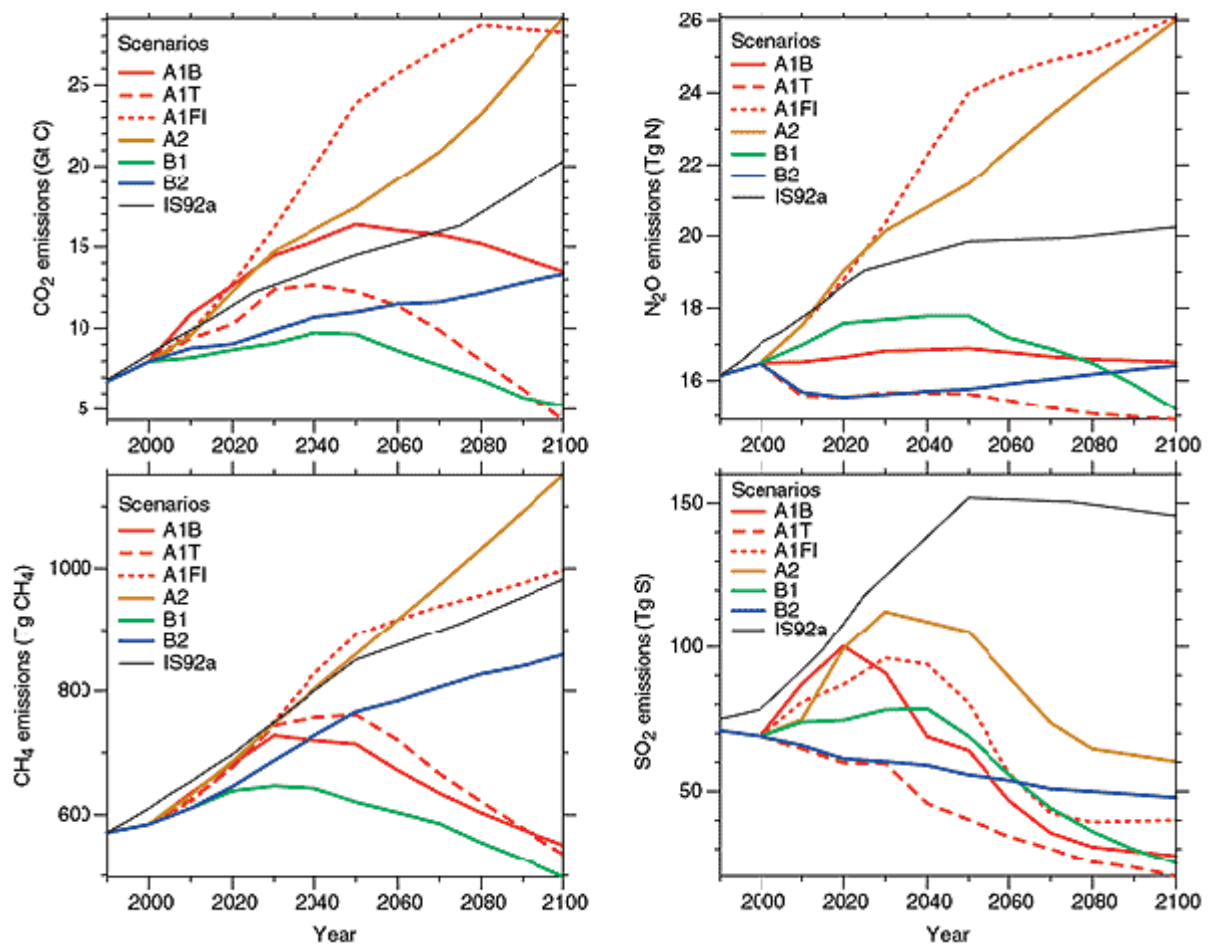 Scenarios
A1B
A1T
A1FI
A2
B1
B2
IS92a
CO2 emissions (Gt C)
25
20
15
10
5
2000 2020 2040 2060 2080 2100
Scenarios
A1B
A1T
A1FI
A2
B1
B2
IS92a
N2O emissions (Tg N)
26
24
22
20
18
16
2000 2020 2040 2060 2080 2100
Scenarios
A1B
A1T
A1FI
A2
B1
B2
IS92a
CH4 emissions (Tg CH4)
1000
800
600
2000 2020 2040 2060 2080 2100
Year
Scenarios
A1B
A1T
A1FI
A2
B1
B2
IS92a
SO2 emissions (Tg S)
150
100
50
2000 2020 2040 2060 2080 2100
Year